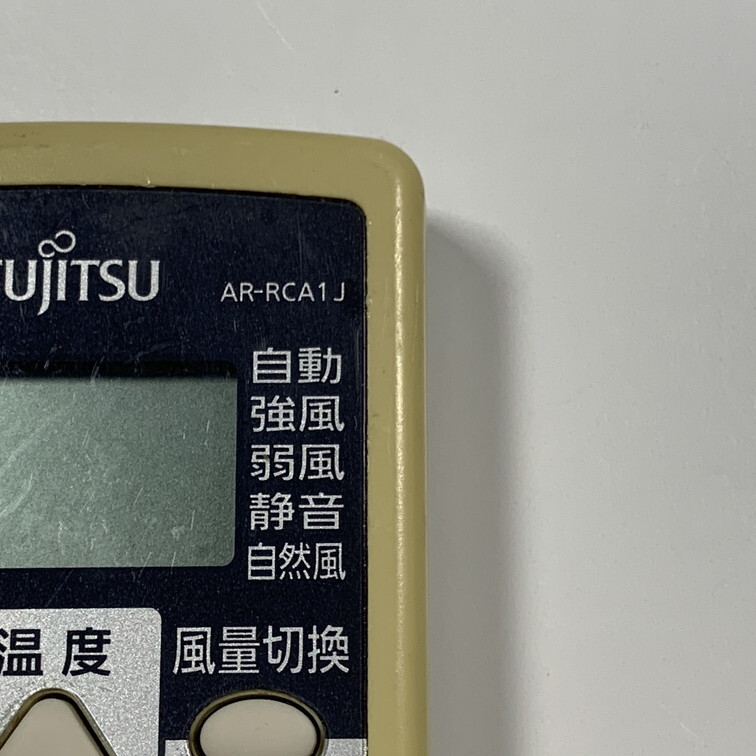 FUJITSU AR-RCA1J
自動
強風
弱風
静音
自然風
温度 風量切換